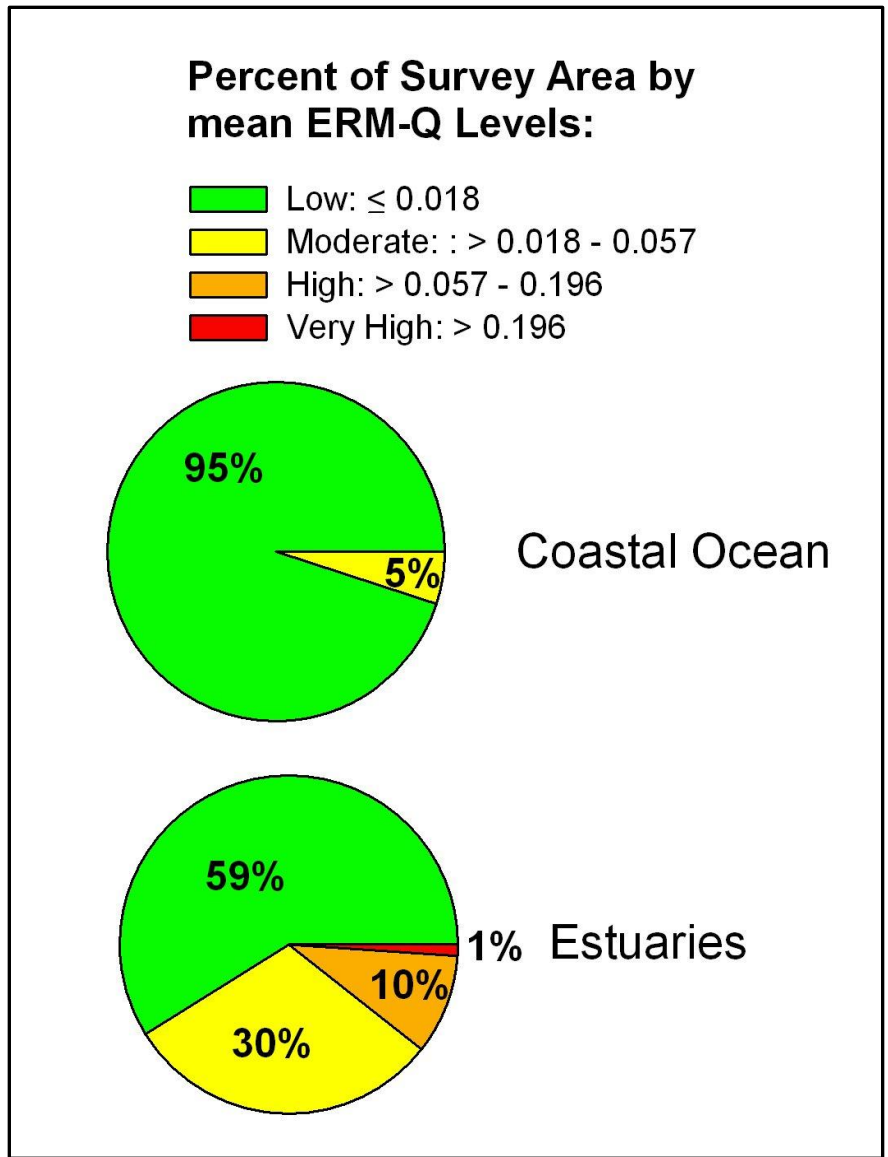 Percent of Survey Area by
mean ERM-Q Levels:
Low: ≤ 0.018
Moderate: : > 0.018 - 0.057
High: > 0.057 - 0.196
Very High: > 0.196
95%
5%
Coastal Ocean
59%
1%
Estuaries
10%
30%